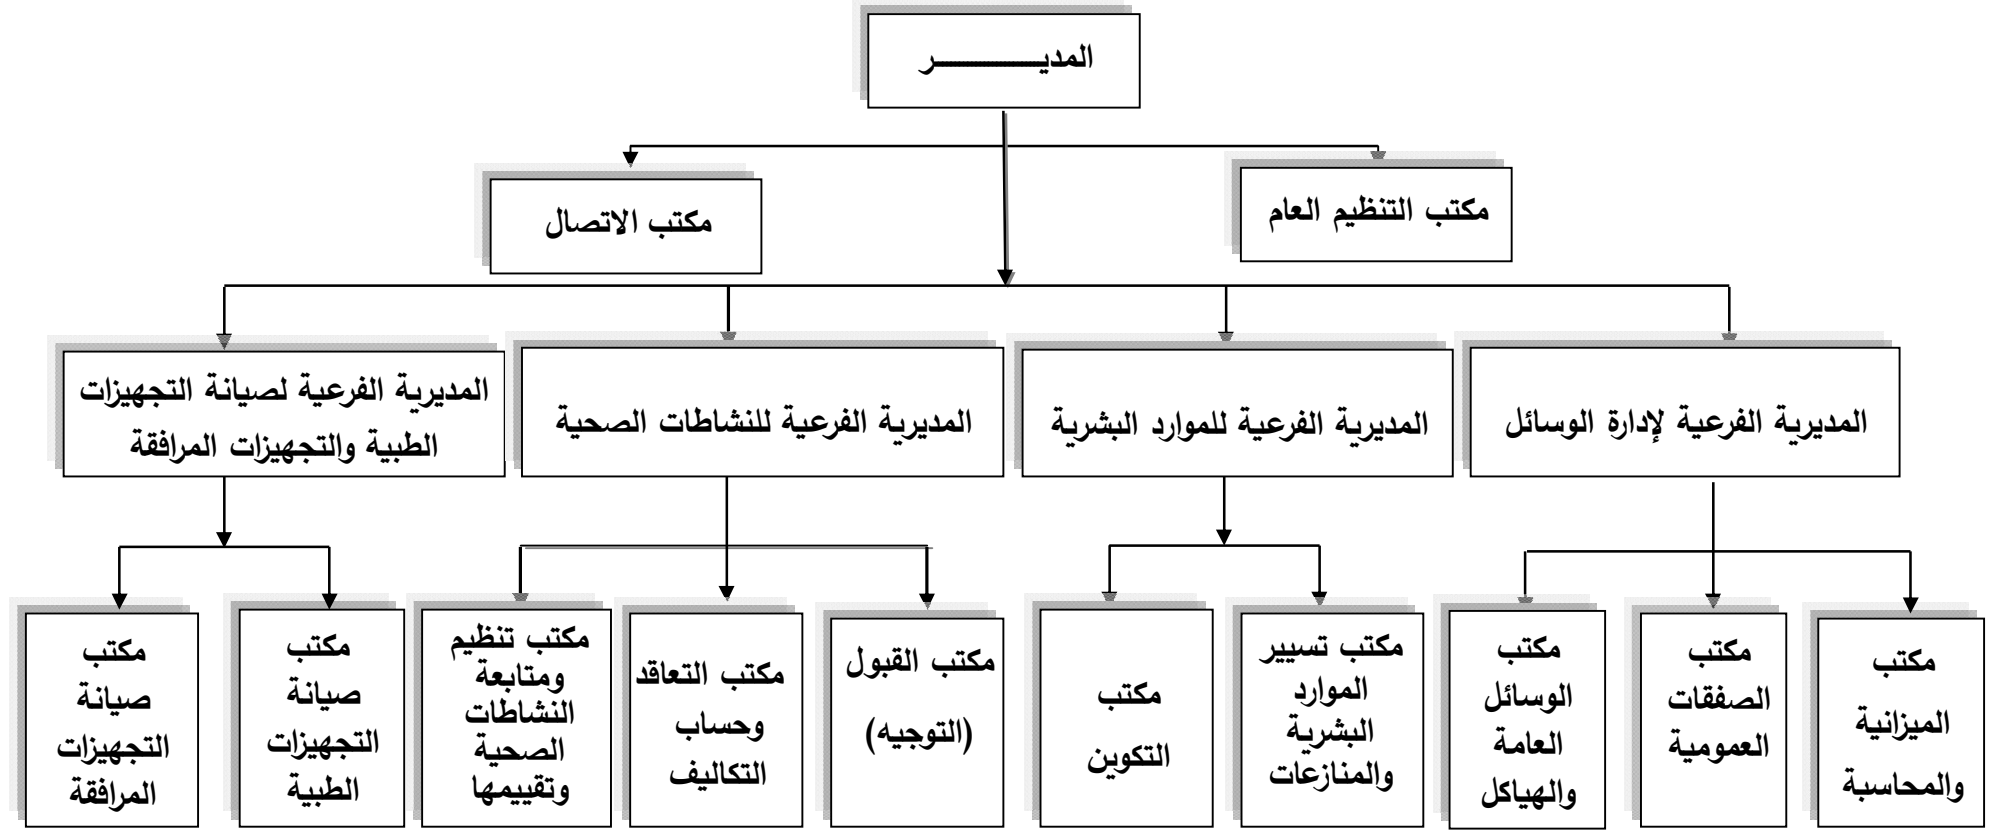 المديـــــــــــر
مكتب التنظيم العام
مكتب الاتصال
المديرية الفرعية لإدارة الوسائل
المديرية الفرعية للموارد البشرية
المديرية الفرعية للنشاطات الصحية
المديرية الفرعية لصيانة التجهيزات
الطبية والتجهيزات المرافقة
مكتب
الميزانية
والمحاسبة
مكتب
الصفقات
العمومية
مكتب
الوسائل
العامة
والهياكل
مكتب تسيير
الموارد
البشرية
والمنازعات
مكتب
التكوين
مكتب القبول
(التوجيه)
مكتب التعاقد
وحساب
التكاليف
مكتب تنظيم
ومتابعة
النشاطات
الصحية
وتقييمها
مكتب
صيانة
التجهيزات
الطبية
مكتب
صيانة
التجهيزات
المرافقة